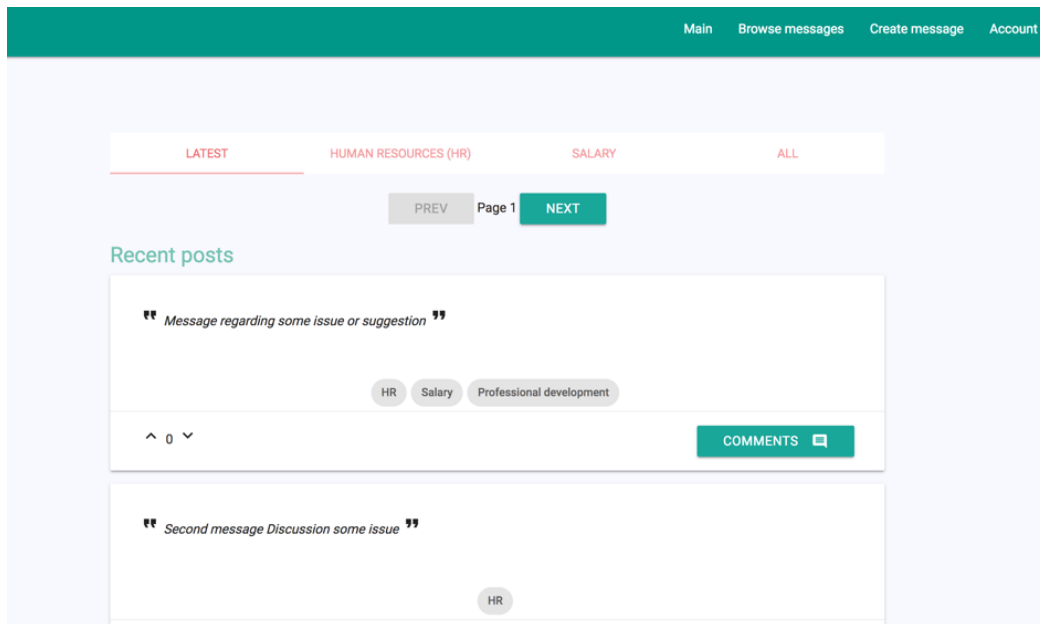 Main Browse messages Create message Account
LATEST HUMAN RESOURCES (HR) SALARY ALL
PREV Page 1 NEXT
Recent posts
" Message regarding some issue or suggestion "
HR Salary Professional development
0 COMMENTS
" Second message Discussion some issue "
HR